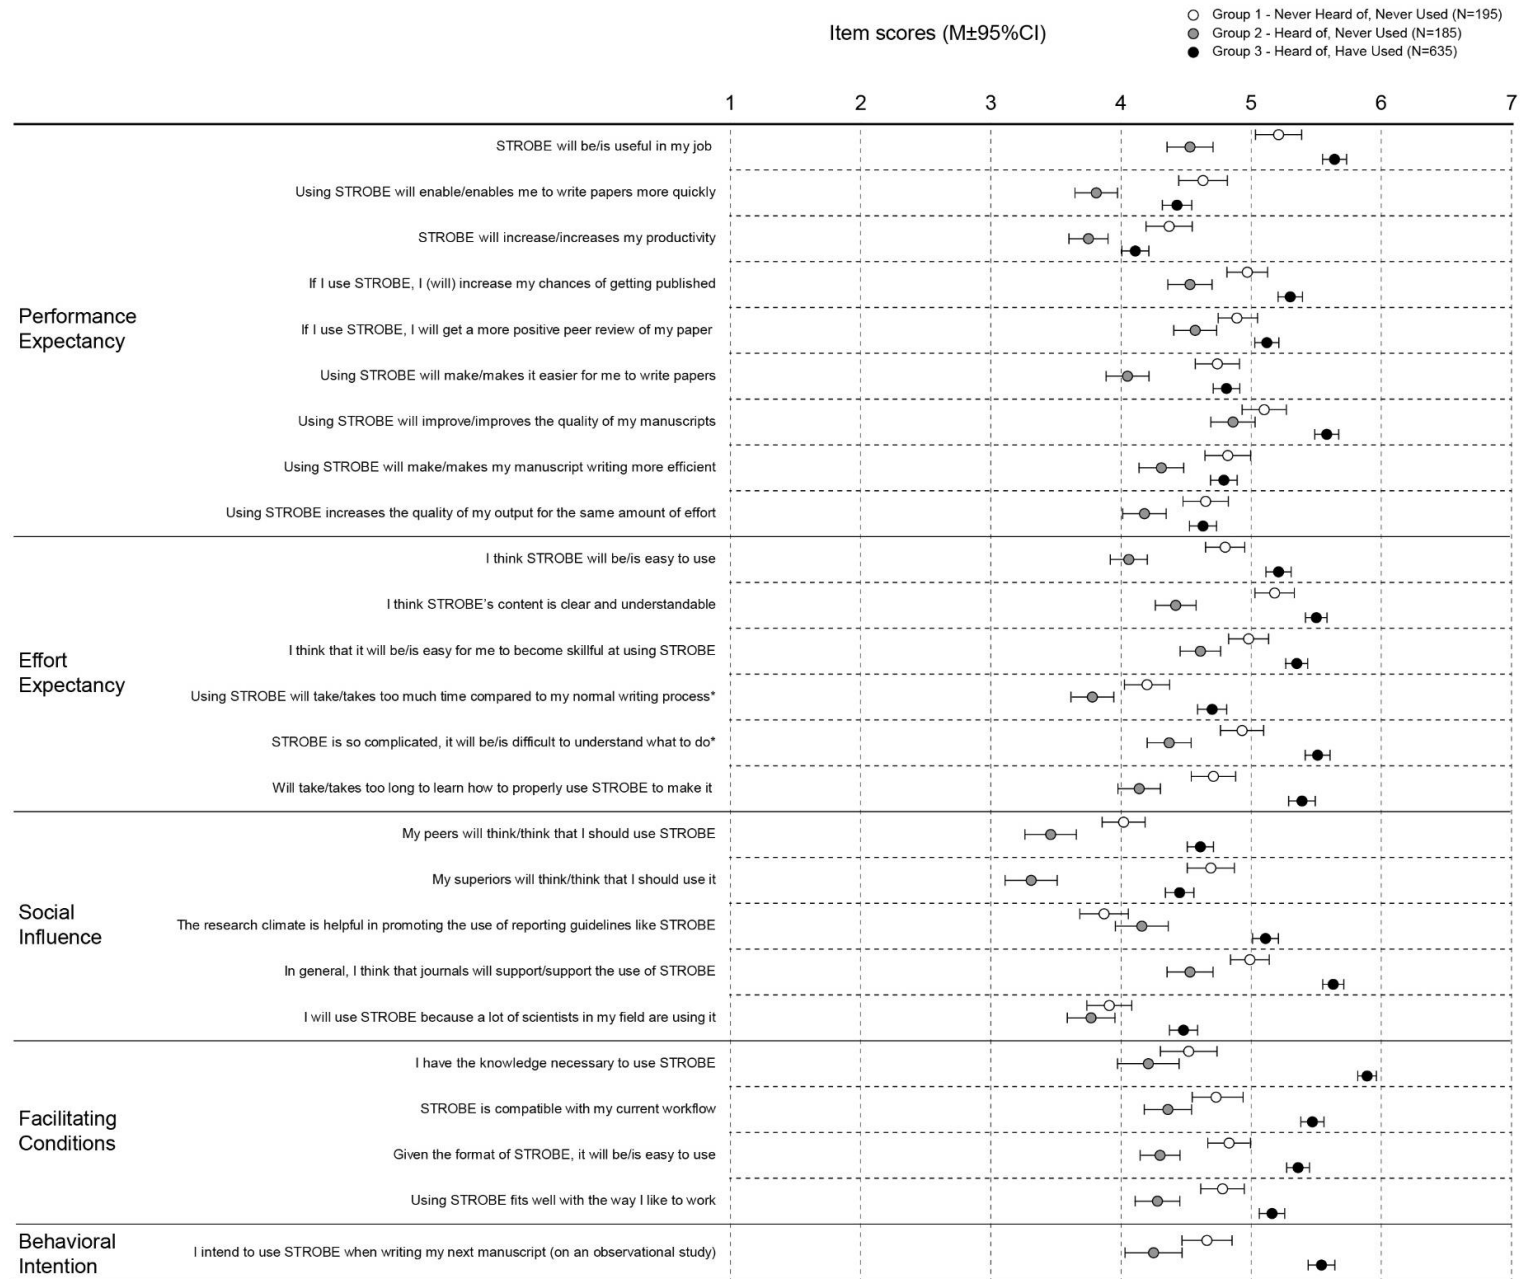 Item scores (M±95%CI)
Group 1 - Never Heard of, Never Used (N=195)
Group 2 - Heard of, Never Used (N=185)
Group 3 - Heard of, Have Used (N=635)
1 2 3 4 5 6 7
Performance
Expectancy
STROBE will be/is useful in my job
Using STROBE will enable/enables me to write papers more quickly
STROBE will increase/increases my productivity
If I use STROBE, I (will) increase my chances of getting published
If I use STROBE, I will get a more positive peer review of my paper
Using STROBE will make/makes it easier for me to write papers
Using STROBE will improve/improves the quality of my manuscripts
Using STROBE will make/makes my manuscript writing more efficient
Using STROBE increases the quality of my output for the same amount of effort
Effort
Expectancy
I think STROBE will be/is easy to use
I think STROBE's content is clear and understandable
I think that it will be/is easy for me to become skillful at using STROBE
Using STROBE will take/takes too much time compared to my normal writing process*
STROBE is so complicated, it will be/is difficult to understand what to do*
Will take/takes too long to learn how to properly use STROBE to make it
Social
Influence
My peers will think/think that I should use STROBE
My superiors will think/think that I should use it
The research climate is helpful in promoting the use of reporting guidelines like STROBE
In general, I think that journals will support/support the use of STROBE
I will use STROBE because a lot of scientists in my field are using it
Facilitating
Conditions
I have the knowledge necessary to use STROBE
STROBE is compatible with my current workflow
Given the format of STROBE, it will be/is easy to use
Using STROBE fits well with the way I like to work
Behavioral
Intention
I intend to use STROBE when writing my next manuscript (on an observational study)